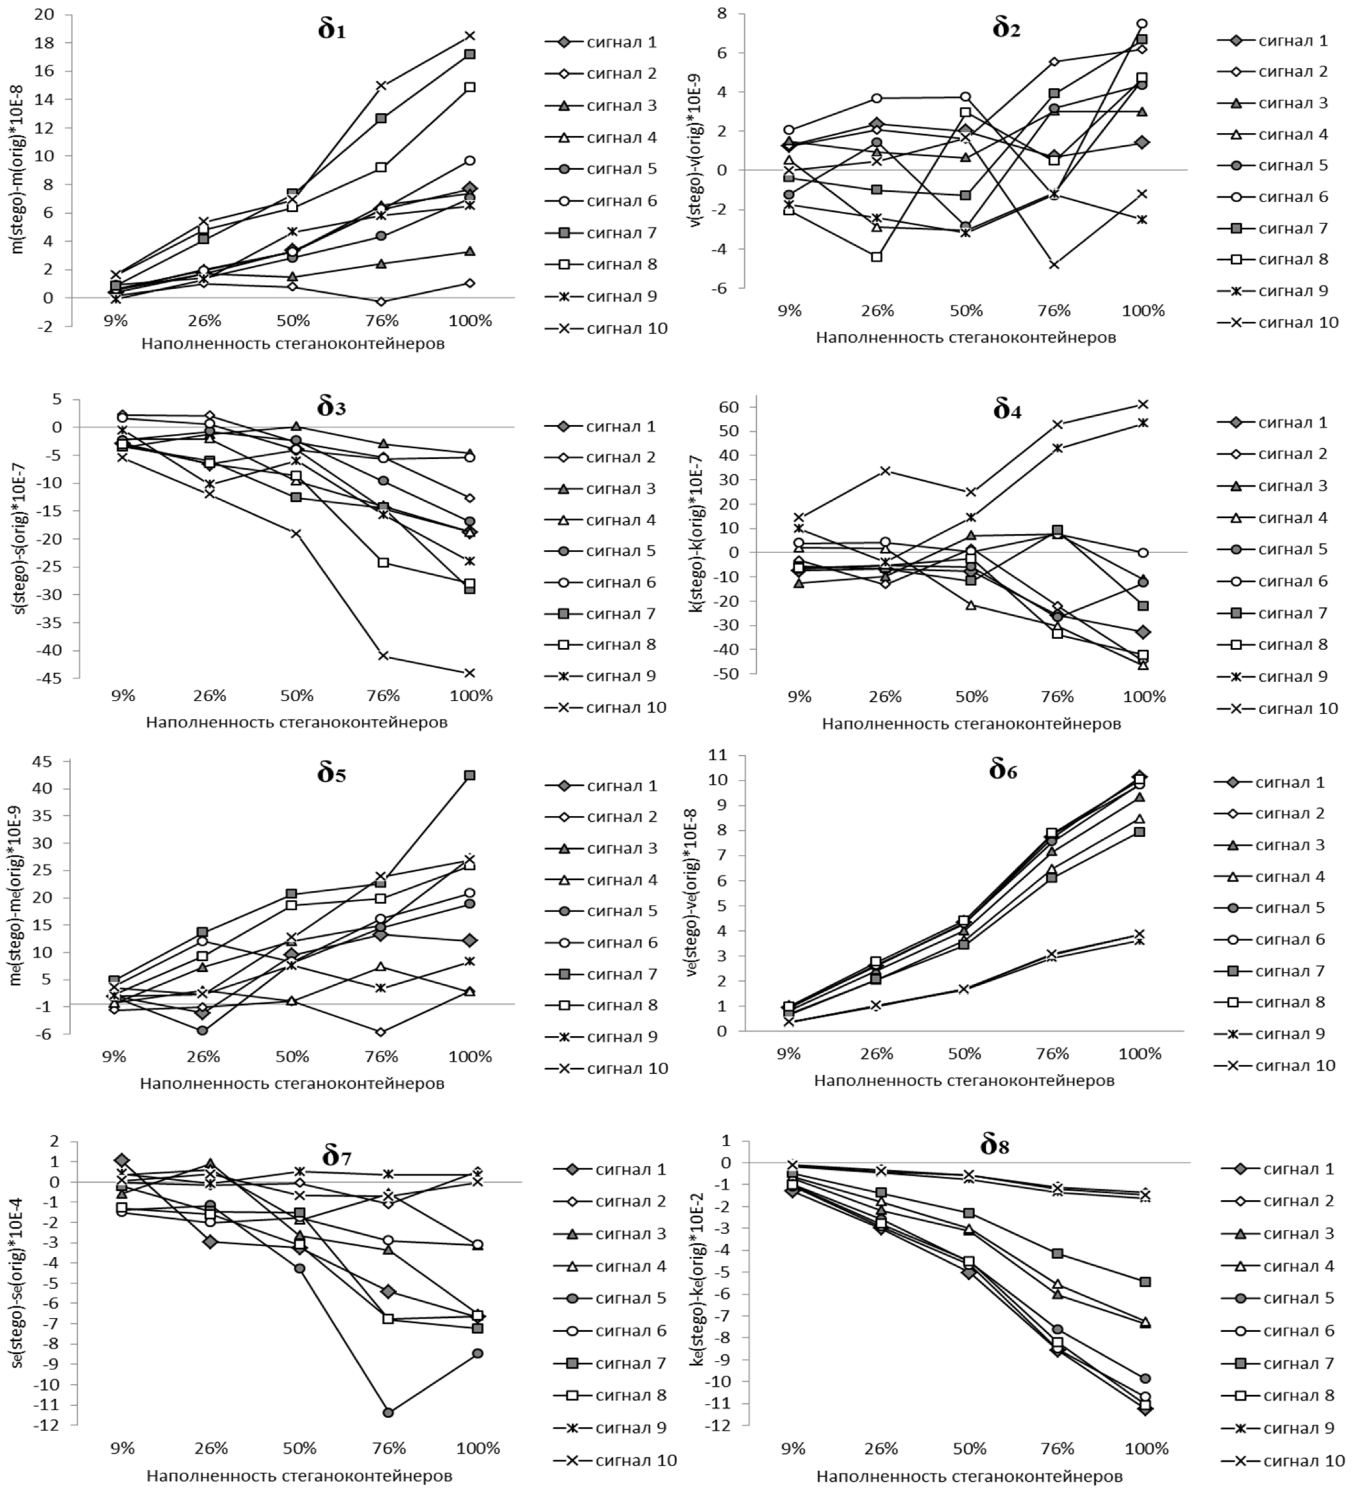 δ1
m(stego)-m(orig)*10E-8
20
18
16
14
12
10
8
6
4
2
0
-2
9% 26% 50% 76% 100%
Наполненность стеганоконтейнеров
сигнал 1
сигнал 2
сигнал 3
сигнал 4
сигнал 5
сигнал 6
сигнал 7
сигнал 8
сигнал 9
сигнал 10
δ2
v(stego)-v(orig)*10E-9
8
6
4
2
0
-2
-4
-6
9% 26% 50% 76% 100%
Наполненность стеганоконтейнеров
сигнал 1
сигнал 2
сигнал 3
сигнал 4
сигнал 5
сигнал 6
сигнал 7
сигнал 8
сигнал 9
сигнал 10
δ3
s(stego)-s(orig)*10E-7
5
0
-5
-10
-15
-20
-25
-30
-35
-40
-45
9% 26% 50% 76% 100%
Наполненность стеганоконтейнеров
сигнал 1
сигнал 2
сигнал 3
сигнал 4
сигнал 5
сигнал 6
сигнал 7
сигнал 8
сигнал 9
сигнал 10
δ4
k(stego)-k(orig)*10E-7
60
50
40
30
20
10
0
-10
-20
-30
-40
-50
9% 26% 50% 76% 100%
Наполненность стеганоконтейнеров
сигнал 1
сигнал 2
сигнал 3
сигнал 4
сигнал 5
сигнал 6
сигнал 7
сигнал 8
сигнал 9
сигнал 10
δ5
me(stego)-me(orig)*10E-9
45
40
35
30
25
20
15
10
5
-1
-6
9% 26% 50% 76% 100%
Наполненность стеганоконтейнеров
сигнал 1
сигнал 2
сигнал 3
сигнал 4
сигнал 5
сигнал 6
сигнал 7
сигнал 8
сигнал 9
сигнал 10
δ6
ve(stego)-ve(orig)*10E-8
11
10
9
8
7
6
5
4
3
2
1
0
9% 26% 50% 76% 100%
Наполненность стеганоконтейнеров
сигнал 1
сигнал 2
сигнал 3
сигнал 4
сигнал 5
сигнал 6
сигнал 7
сигнал 8
сигнал 9
сигнал 10
δ7
se(stego)-se(orig)*10E-4
2
1
0
-1
-2
-3
-4
-5
-6
-7
-8
-9
-10
-11
-12
9% 26% 50% 76% 100%
Наполненность стеганоконтейнеров
сигнал 1
сигнал 2
сигнал 3
сигнал 4
сигнал 5
сигнал 6
сигнал 7
сигнал 8
сигнал 9
сигнал 10
δ8
ke(stego)-ke(orig)*10E-2
1
0
-1
-2
-3
-4
-5
-6
-7
-8
-9
-10
-11
-12
9% 26% 50% 76% 100%
Наполненность стеганоконтейнеров
сигнал 1
сигнал 2
сигнал 3
сигнал 4
сигнал 5
сигнал 6
сигнал 7
сигнал 8
сигнал 9
сигнал 10